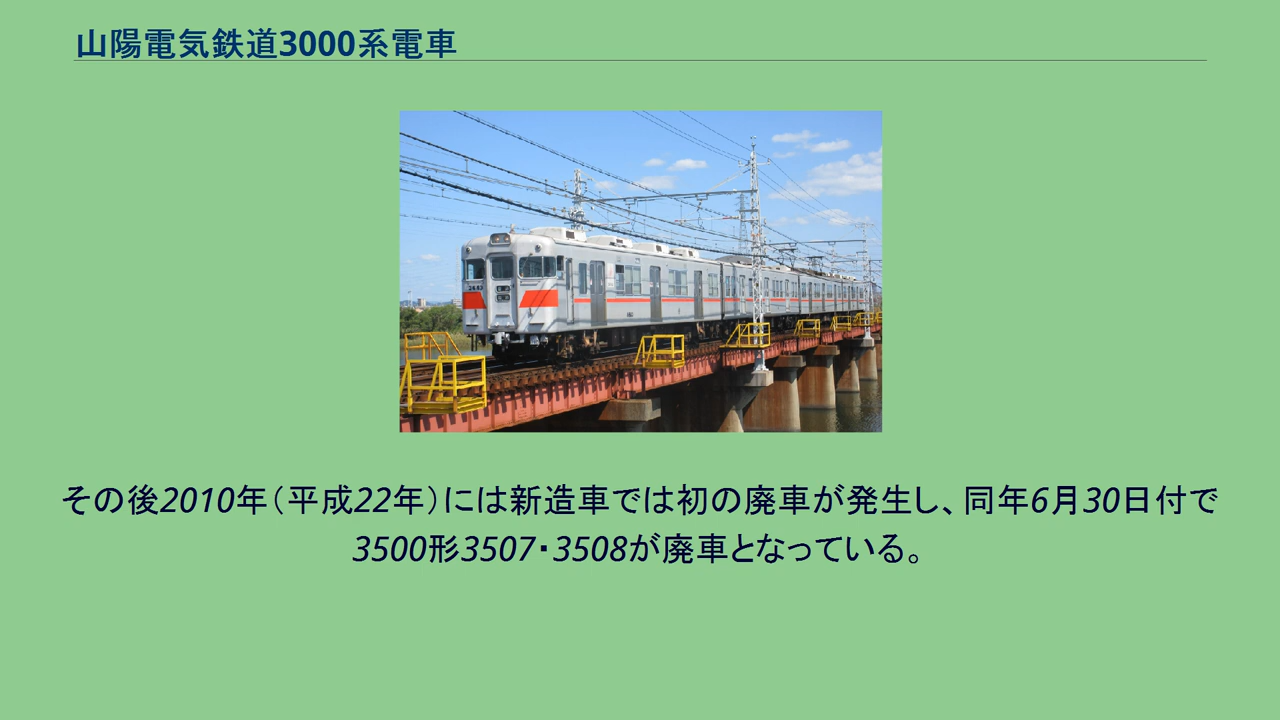 山陽電気鉄道3000系電車
その後2010年（平成22年）には新造車では初の廃車が発生し、同年6月30日付で
3500形3507・3508が廃車となっている。